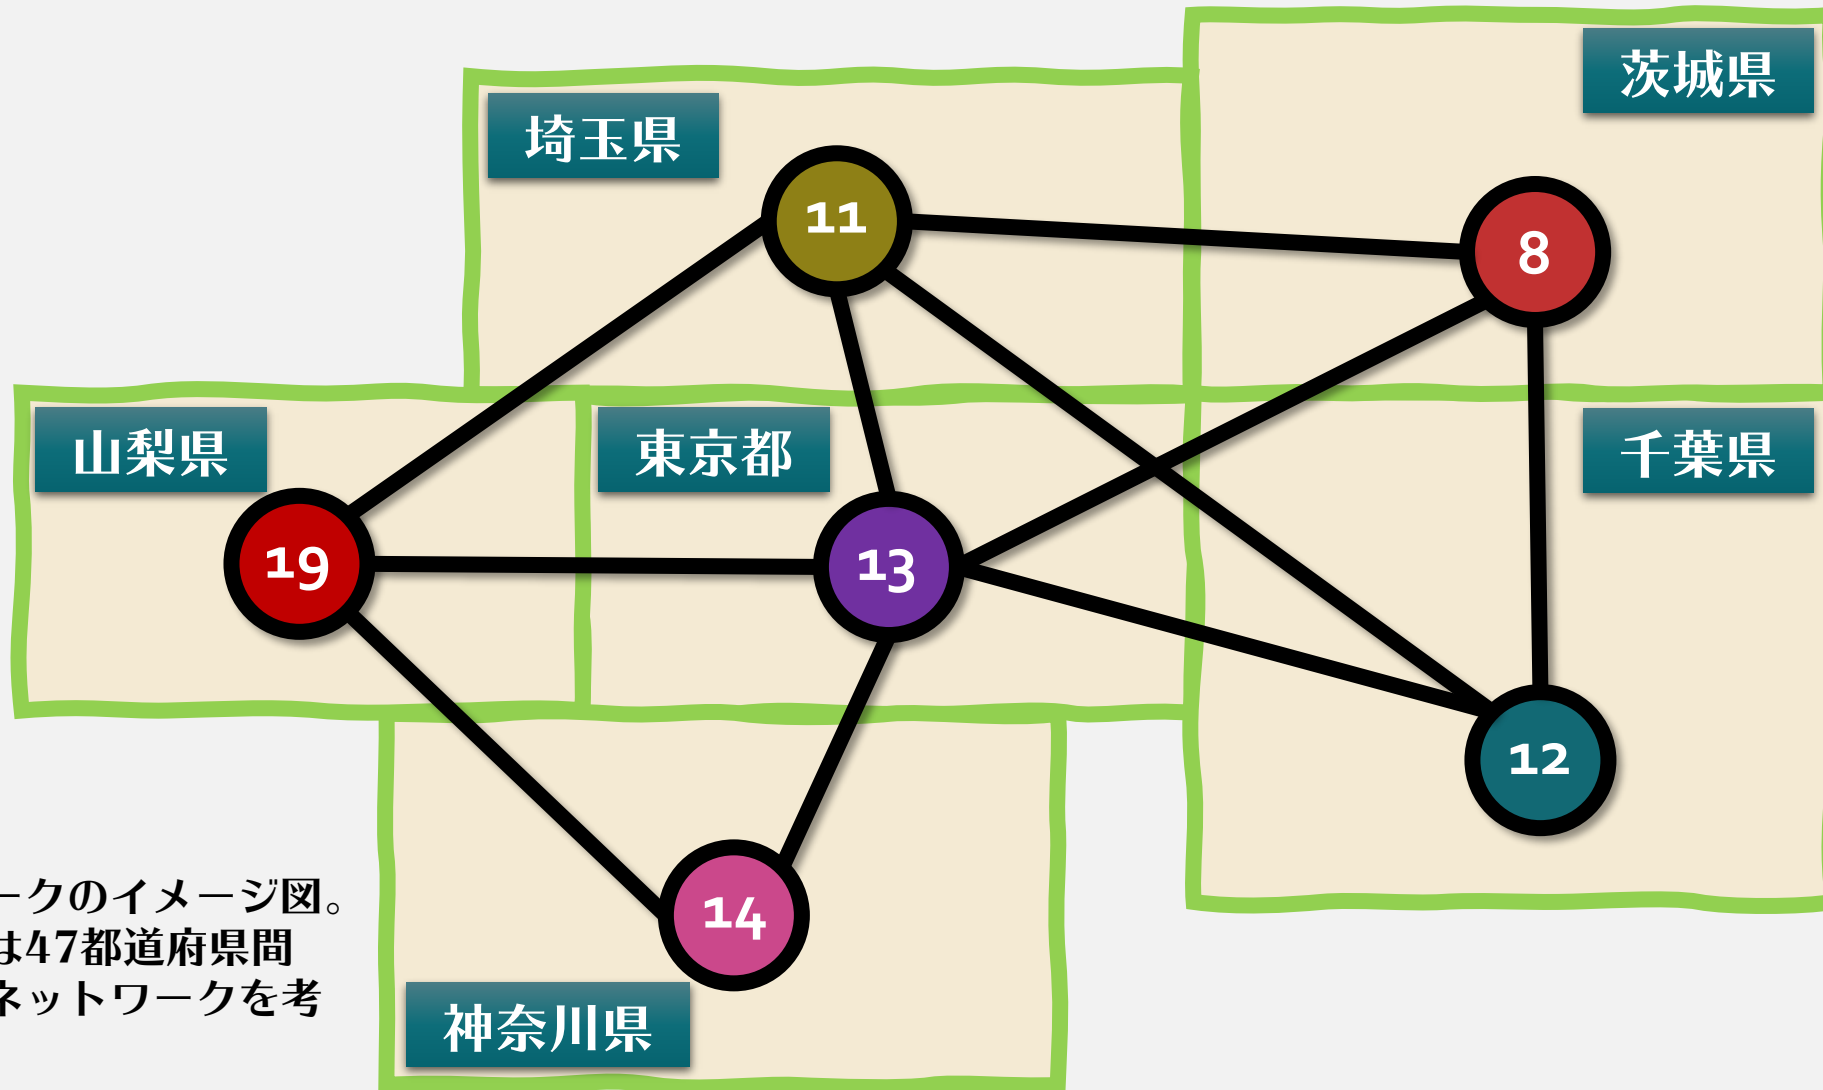 茨城県
埼玉県
11
8
山梨県
東京都
千葉県
19
13
12
14
ークのイメージ図。
は47都道府県間
ネットワークを考
神奈川県